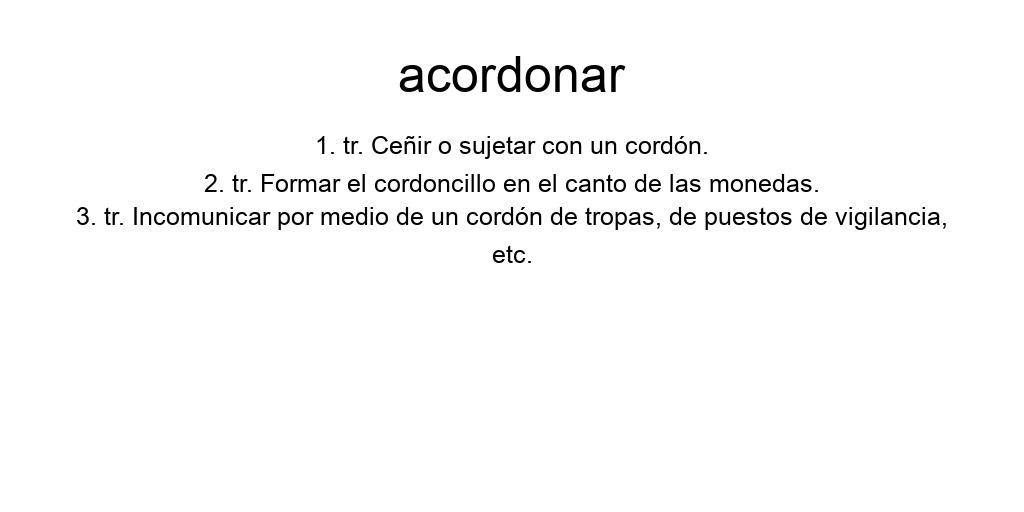 acordonar
1. tr. Ceñir o sujetar con un cordón.
2. tr. Formar el cordoncillo en el canto de las monedas.
3. tr. Incomunicar por medio de un cordón de tropas, de puestos de vigilancia,
etc.